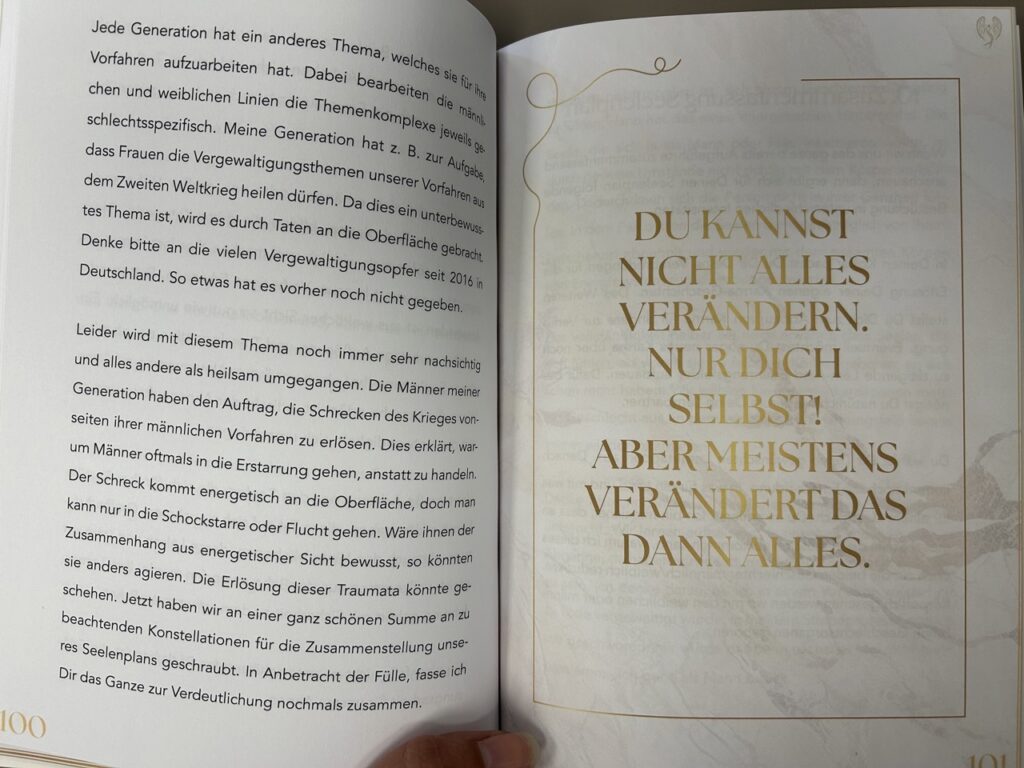 Jede Generation hat ein anderes Thema, welches sie für ihre
Vorfahren aufzuarbeiten hat. Dabei bearbeiten die männli-
chen und weiblichen Linien die Themenkomplexe jeweils ge-
schlechtsspezifisch. Meine Generation hat z. B. zur Aufgabe,
dass Frauen die Vergewaltigungsthemen unserer Vorfahren aus
dem Zweiten Weltkrieg heilen dürfen. Da dies ein unterbewuss-
tes Thema ist, wird es durch Taten an die Oberfläche gebracht.
Denke bitte an die vielen Vergewaltigungsopfer seit 2016 in
Deutschland. So etwas hat es vorher noch nicht gegeben.
Leider wird mit diesem Thema noch immer sehr nachsichtig
und alles andere als heilsam umgegangen. Die Männer meiner
Generation haben den Auftrag, die Schrecken des Krieges von-
seiten ihrer männlichen Vorfahren zu erlösen. Dies erklärt, war-
um Männer oftmals in die Erstarrung gehen, anstatt zu handeln.
Der Schreck kommt energetisch an die Oberfläche, doch man
kann nur in die Schockstarre oder Flucht gehen. Wäre ihnen der
Zusammenhang aus energetischer Sicht bewusst, so könnten
sie anders agieren. Die Erlösung dieser Traumata könnte ge-
schehen. Jetzt haben wir an einer ganz schönen Summe an zu
beachtenden Konstellationen für die Zusammenstellung unse-
res Seelenplans geschraubt. In Anbetracht der Fülle, fasse ich
Dir das Ganze zur Verdeutlichung nochmals zusammen.
100
DU KANNST
NICHT ALLES
VERÄNDERN.
NUR DICH
SELBST!
ABER MEISTENS
VERÄNDERT DAS
DANN ALLES.
101